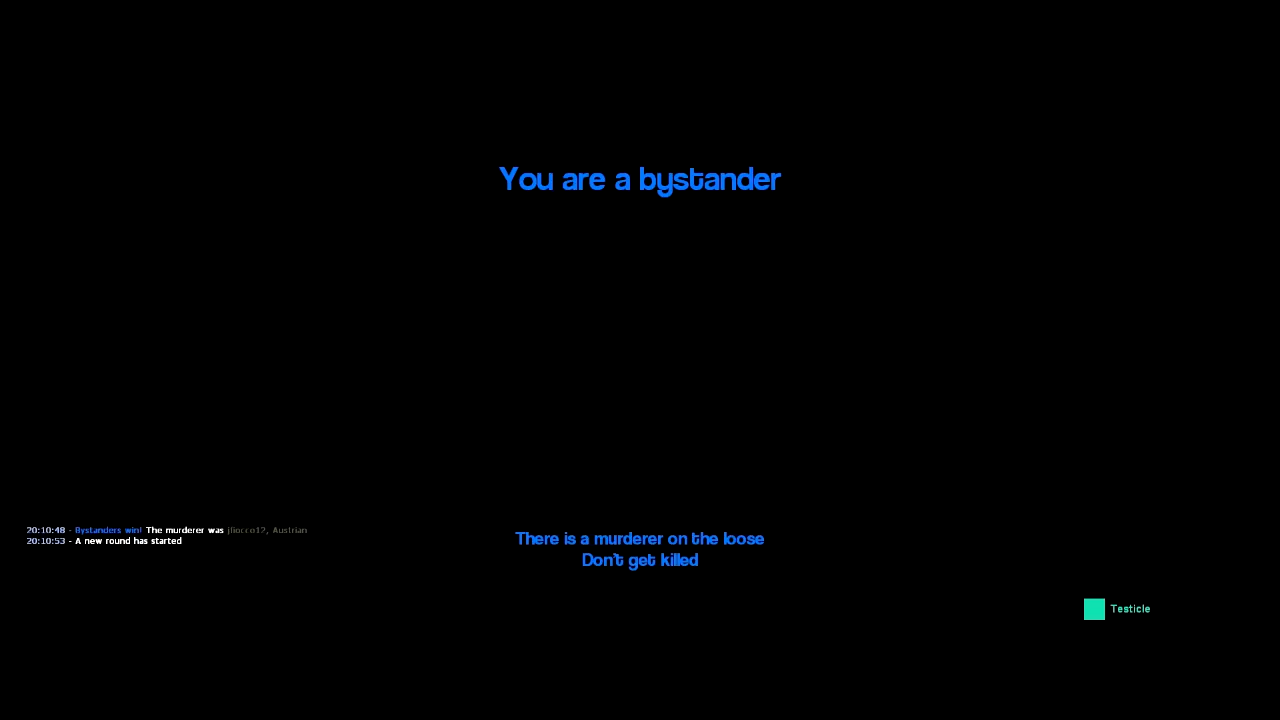 You are a bystander
20:10:48 - Bystanders win! The murderer was jfiocco12, Austrian
20:10:53 - A new round has started
There is a murderer on the loose
Don't get killed
Testicle